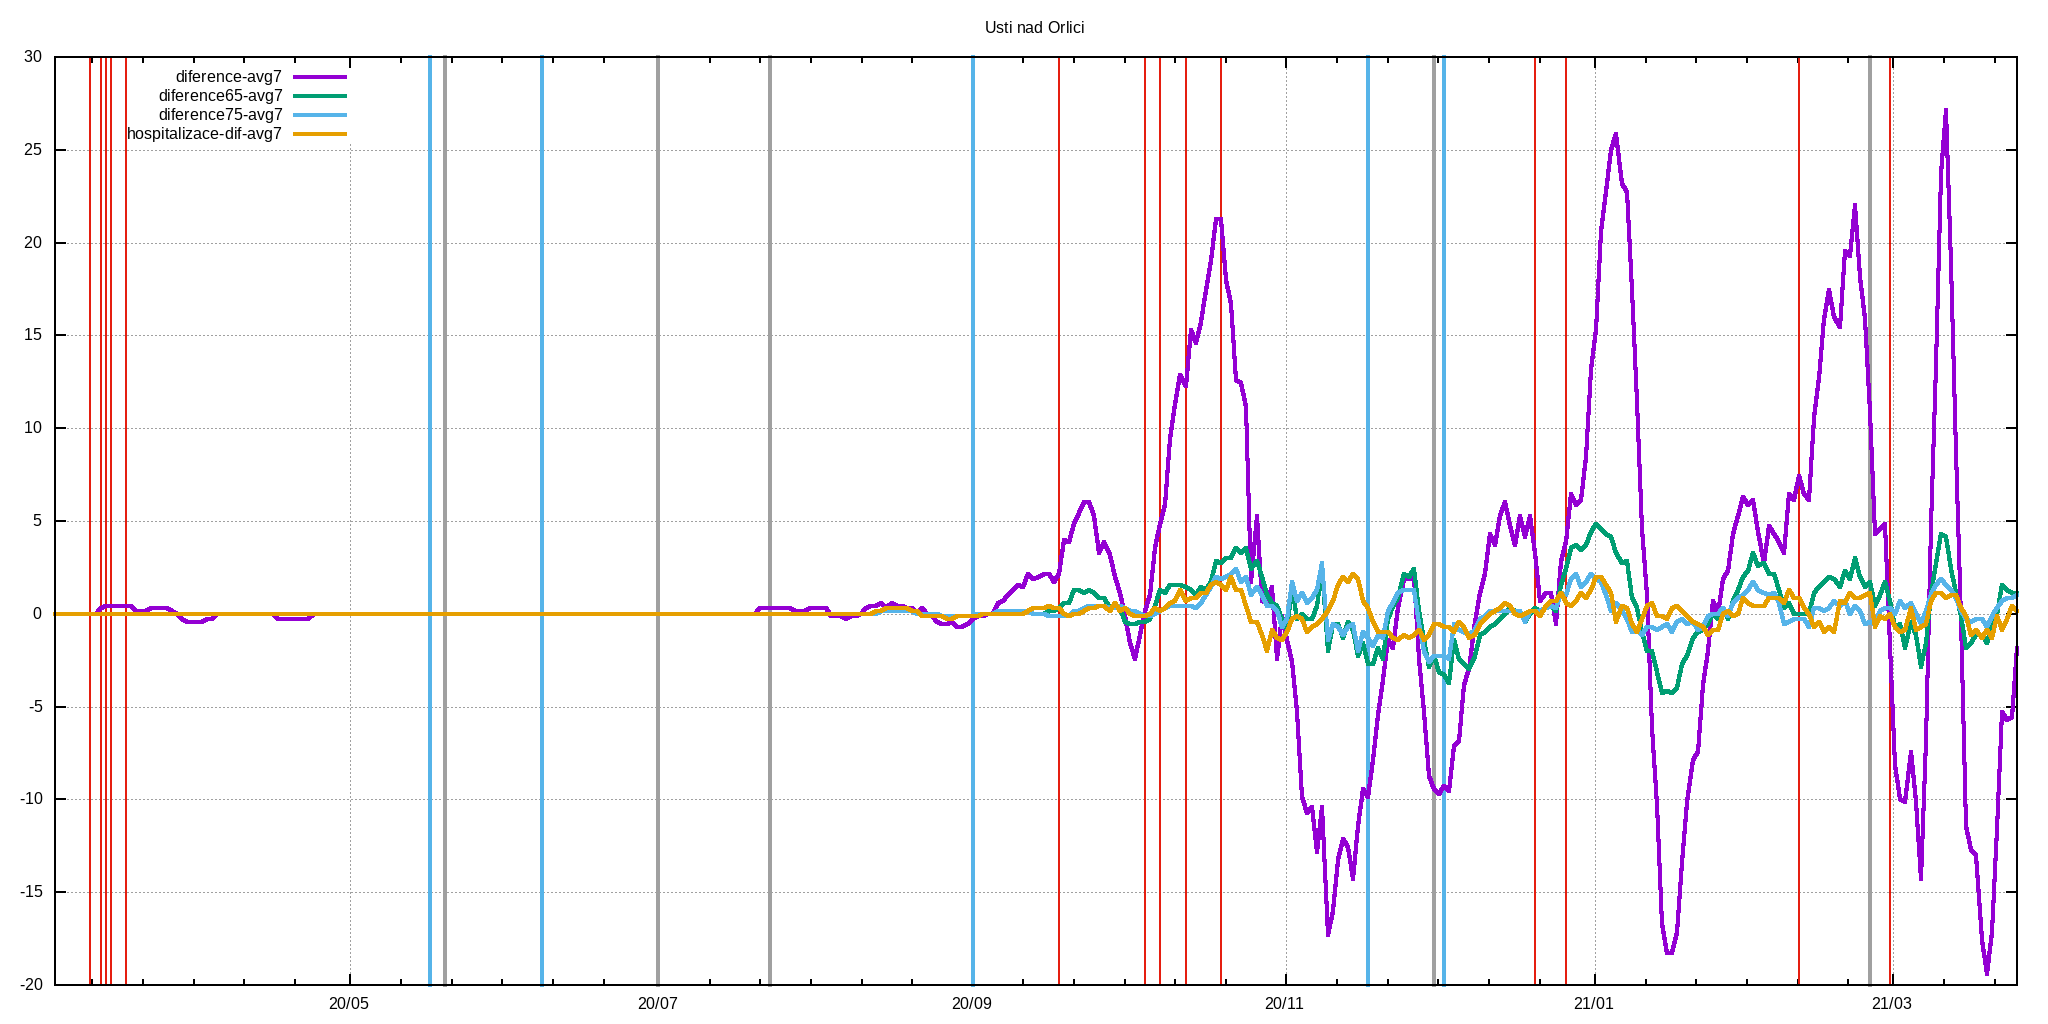 Usti nad Orlici
30
diference-avg7
diference65-avg7
diference75-avg7
hospitalizace-dif-avg7
25
20
15
10
5
0
-5
-10
-15
-20
20/05 20/07 20/09 20/11 21/01 21/03